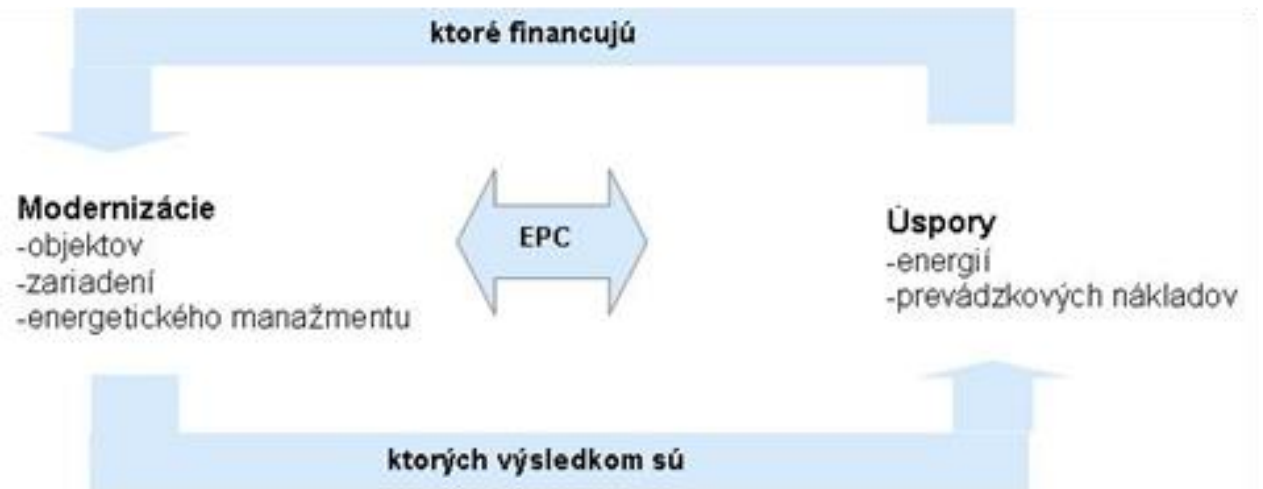 ktoré financujú
Modernizácie
-objektov
-zariadení
-energetického manažmentu
EPC
Úspory
-energií
-prevádzkových nákladov
ktorých výsledkom sú